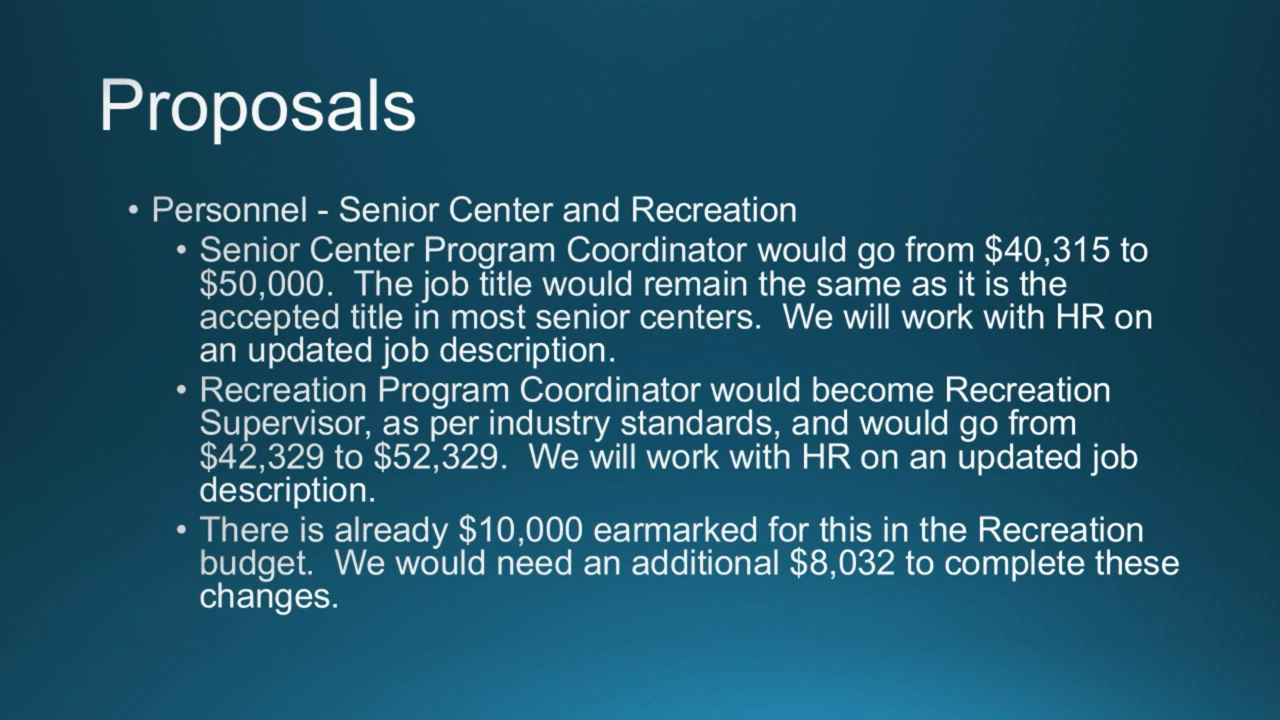 Proposals
• Personnel - Senior Center and Recreation
• Senior Center Program Coordinator would go from $40,315 to
$50,000.  The job title would remain the same as it is the
accepted title in most senior centers.  We will work with HR on
an updated job description.
• Recreation Program Coordinator would become Recreation
Supervisor, as per industry standards, and would go from
$42,329 to $52,329.  We will work with HR on an updated job
description.
• There is already $10,000 earmarked for this in the Recreation
budget.  We would need an additional $8,032 to complete these
changes.